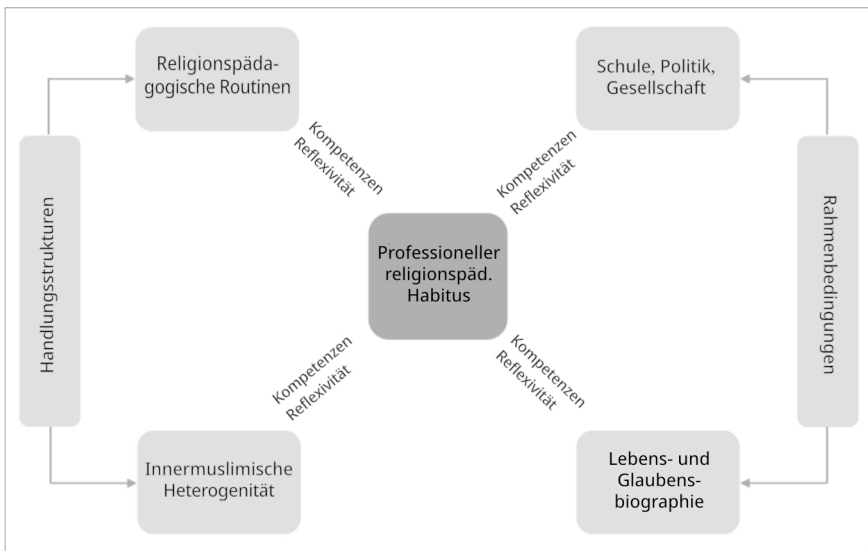 Religionspäda-
gogische Routinen
Schule, Politik,
Gesellschaft
Kompetenzen
Reflexivität
Kompetenzen
Reflexivität
Handlungsstrukturen
Professioneller
religionspäd.
Habitus
Rahmenbedingungen
Kompetenzen
Reflexivität
Kompetenzen
Reflexivität
Innermuslimische
Heterogenität
Lebens- und
Glaubens-
biographie